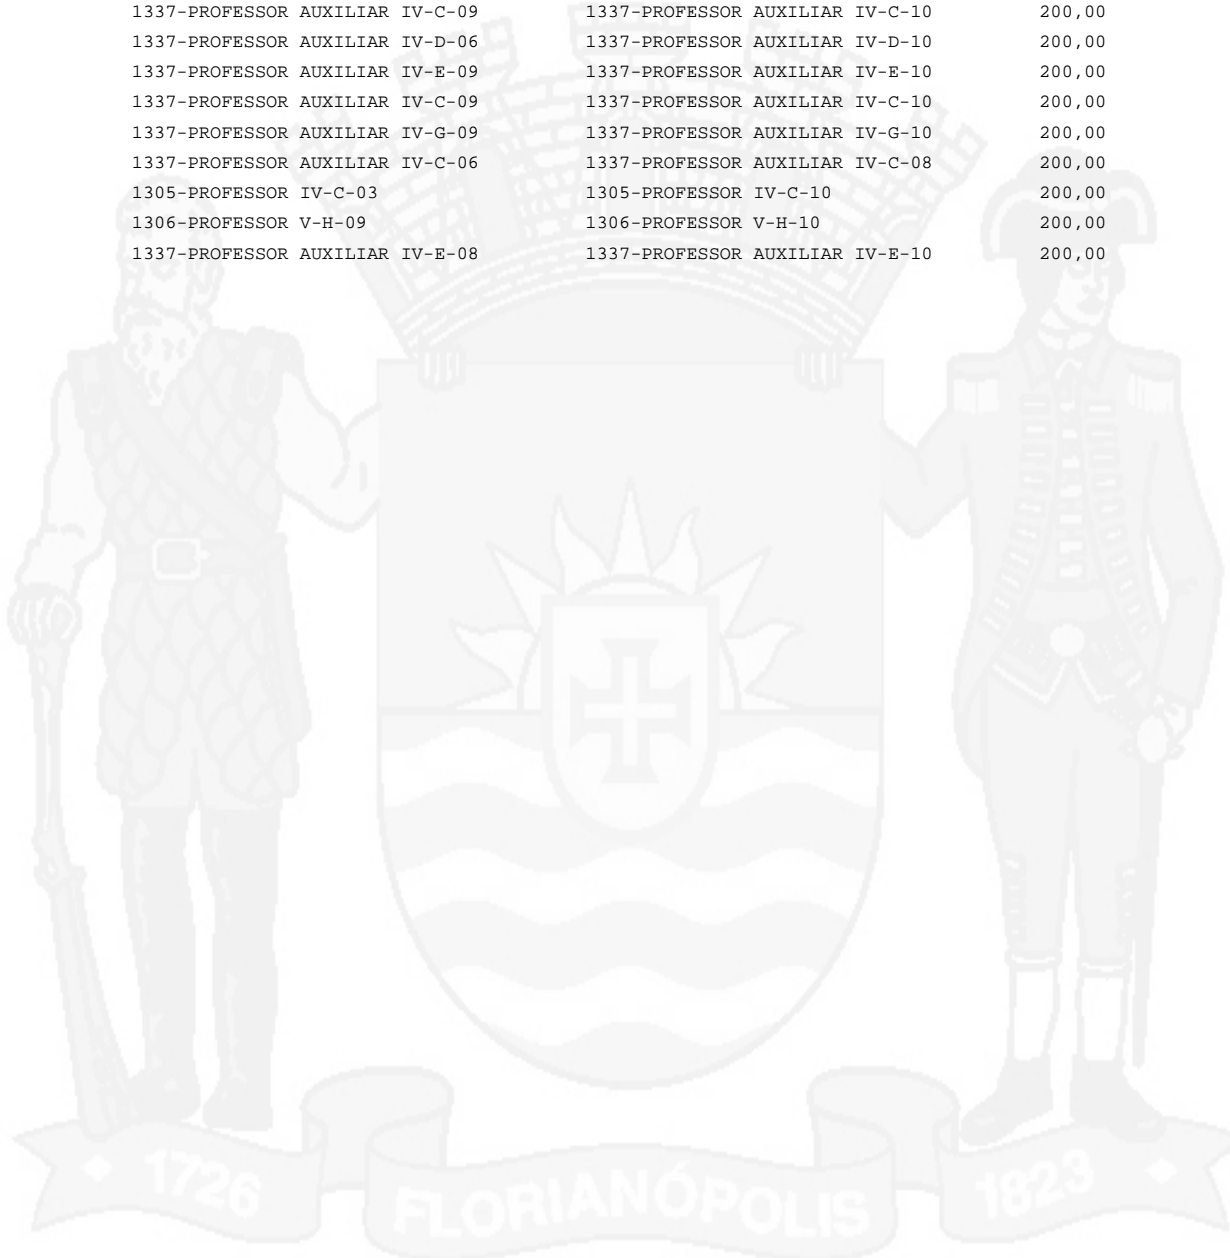 1337-PROFESSOR AUXILIAR IV-C-09 1337-PROFESSOR AUXILIAR IV-C-10 200,00
1337-PROFESSOR AUXILIAR IV-D-06 1337-PROFESSOR AUXILIAR IV-D-10 200,00
1337-PROFESSOR AUXILIAR IV-E-09 1337-PROFESSOR AUXILIAR IV-E-10 200,00
1337-PROFESSOR AUXILIAR IV-C-09 1337-PROFESSOR AUXILIAR IV-C-10 200,00
1337-PROFESSOR AUXILIAR IV-G-09 1337-PROFESSOR AUXILIAR IV-G-10 200,00
1337-PROFESSOR AUXILIAR IV-C-06 1337-PROFESSOR AUXILIAR IV-C-08 200,00
1305-PROFESSOR IV-C-03 1305-PROFESSOR IV-C-10 200,00
1306-PROFESSOR V-H-09 1306-PROFESSOR V-H-10 200,00
1337-PROFESSOR AUXILIAR IV-E-08 1337-PROFESSOR AUXILIAR IV-E-10 200,00
1726 FLORIANÓPOLIS 1823